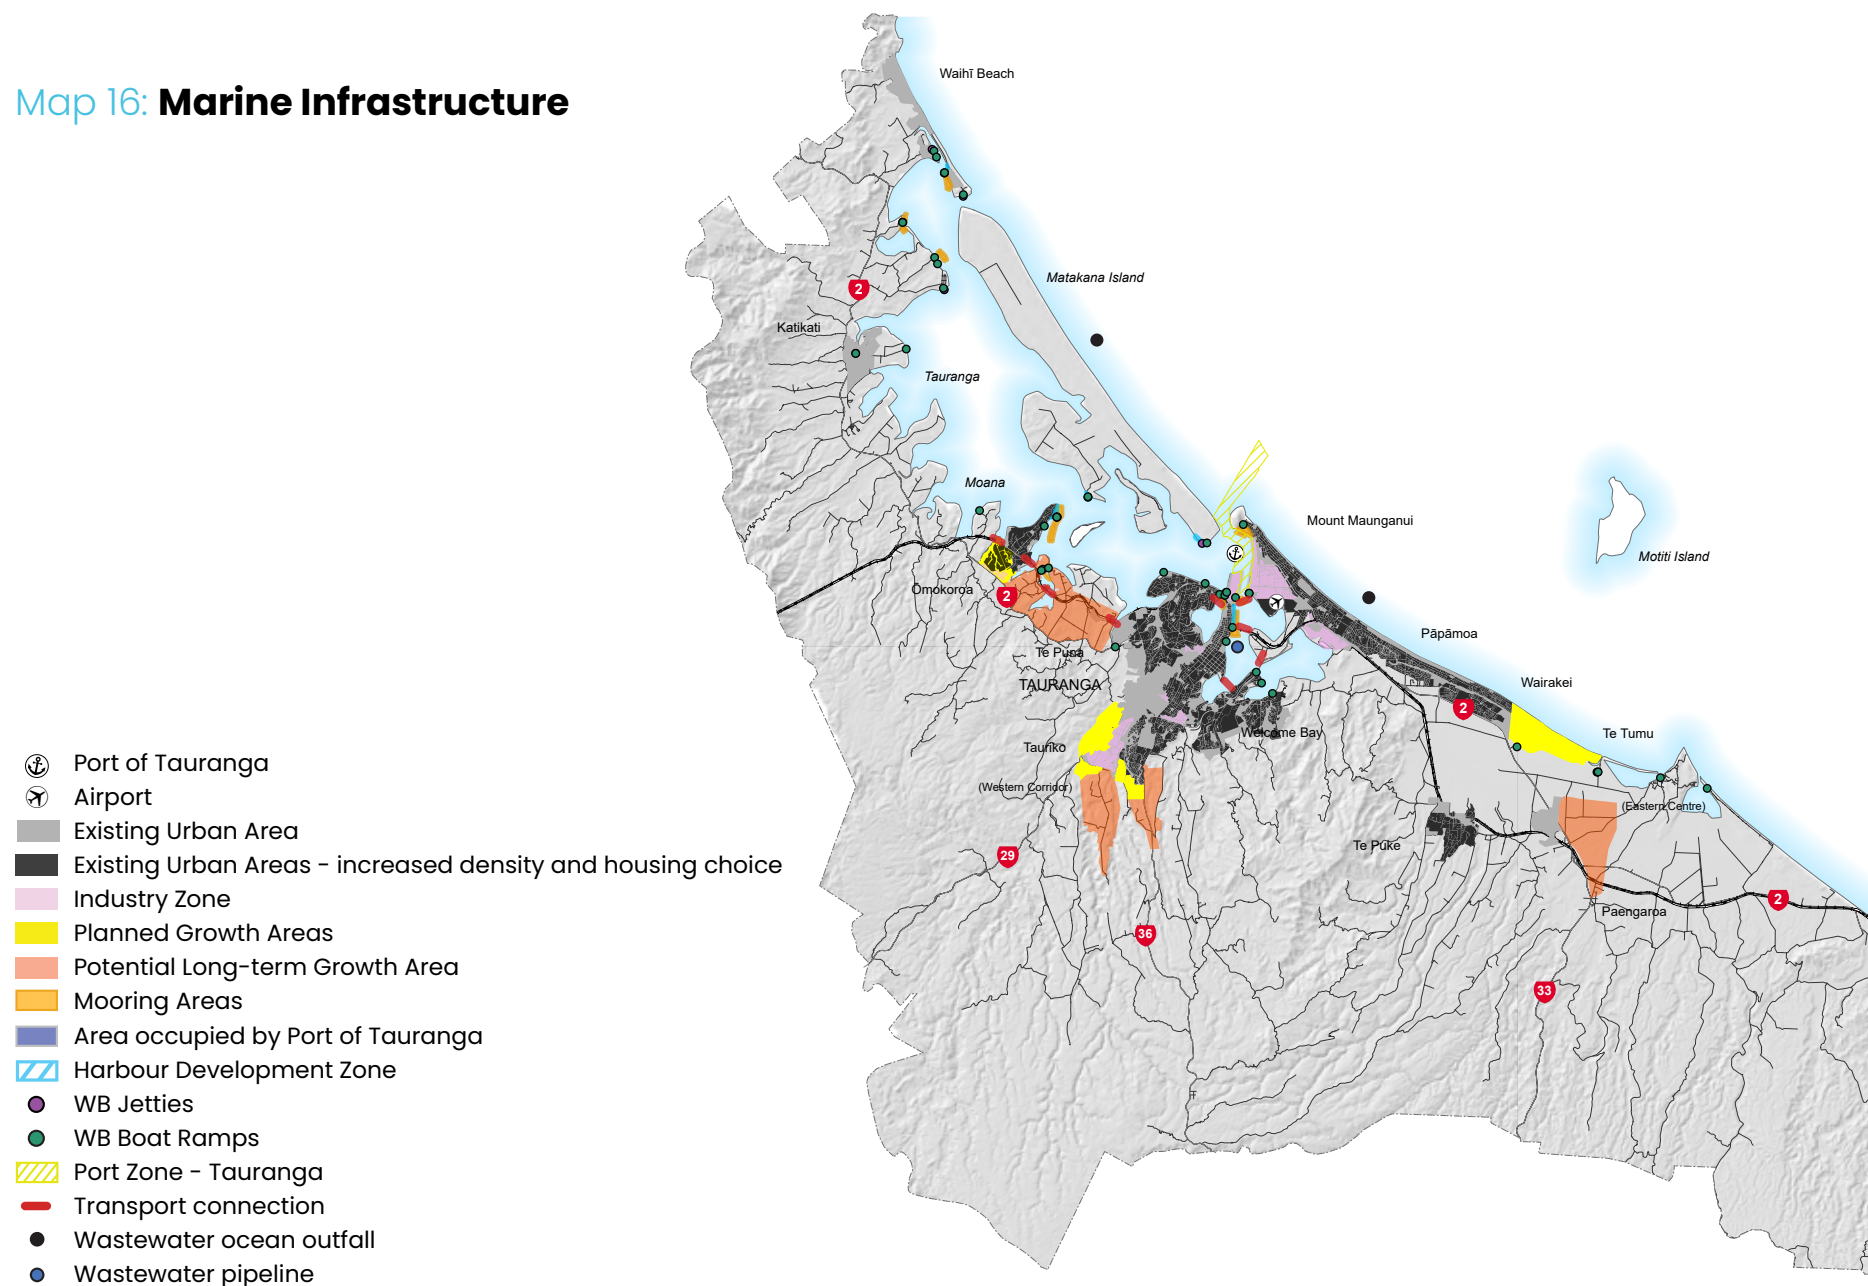 Map 16: Marine Infrastructure
Waihī Beach
Matakana Island
2
Katikati
Tauranga
Moana
Mount Maunganui
Motiti Island
Ōmokoroa
2
Pāpāmoa
Te Puna
TAURANGA
Wairakei
2
Welcome Bay
Te Tumu
Tauriko
(Western Corridor)
(Eastern Centre)
Te Puke
29
2
Paengaroa
36
33
Port of Tauranga
Airport
Existing Urban Area
Existing Urban Areas - increased density and housing choice
Industry Zone
Planned Growth Areas
Potential Long-term Growth Area
Mooring Areas
Area occupied by Port of Tauranga
Harbour Development Zone
WB Jetties
WB Boat Ramps
Port Zone - Tauranga
Transport connection
Wastewater ocean outfall
Wastewater pipeline